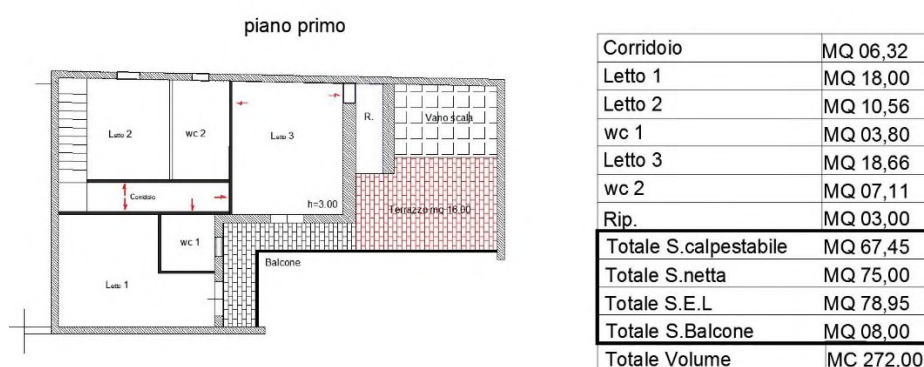 piano primo
Letto 2
wc 2
Letto 3
R.
Vano scala
Corridoio
h=3.00
Terrazzo mq 16.00
wc 1
Balcone
Letto 1
Corridoio MQ 06,32
Letto 1 MQ 18,00
Letto 2 MQ 10,56
wc 1 MQ 03,80
Letto 3 MQ 18,66
wc 2 MQ 07,11
Rip. MQ 03,00
Totale S.calpestabile MQ 67,45
Totale S.netta MQ 75,00
Totale S.E.L MQ 78,95
Totale S.Balcone MQ 08,00
Totale Volume MC 272,00